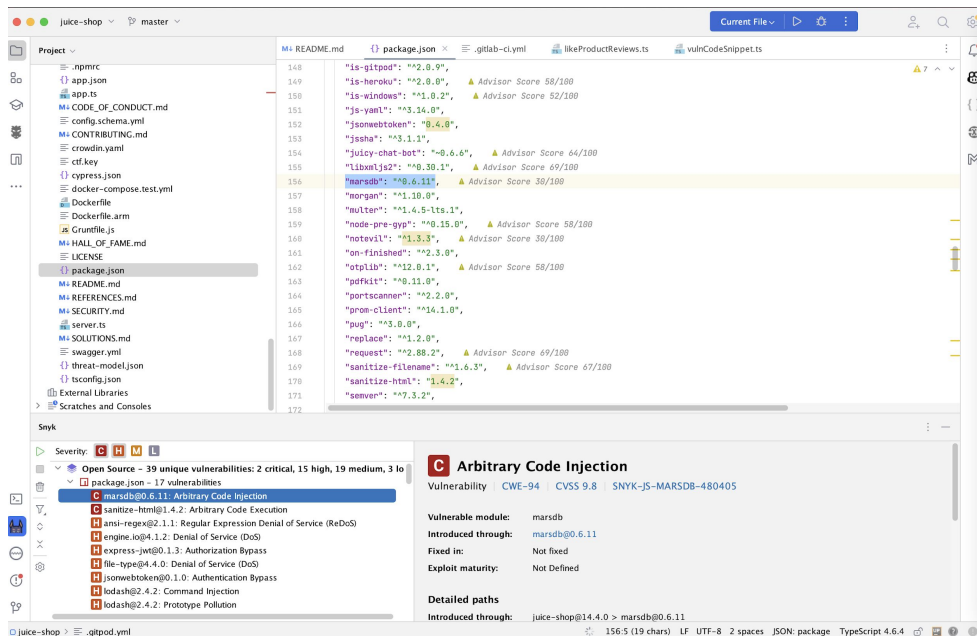 juice-shop
master
Current File
Project
README.md
package.json
.gitlab-ci.yml
likeProductReviews.ts
vulnCodeSnippet.ts
.npmrc
app.json
app.ts
CODE_OF_CONDUCT.md
config.schema.yml
CONTRIBUTING.md
crowdin.yaml
ctf.key
cypress.json
docker-compose.test.yml
Dockerfile
Dockerfile.arm
Gruntfile.js
HALL_OF_FAME.md
LICENSE
package.json
README.md
REFERENCES.md
SECURITY.md
server.ts
SOLUTIONS.md
swagger.yml
threat-model.json
tsconfig.json
External Libraries
Scratches and Consoles
148 "is-gitpod": "^2.0.9",
7
149 "is-heroku": "^2.0.0", Advisor Score 58/100
150 "is-windows": "^1.0.2", Advisor Score 52/100
151 "js-yaml": "^3.14.0",
152 "jsonwebtoken": "0.4.0",
153 "jssha": "^3.1.1",
154 "juicy-chat-bot": "~0.6.6", Advisor Score 64/100
155 "libxmljs2": "^0.30.1", Advisor Score 69/100
156 "marsdb": "^0.6.11", Advisor Score 30/100
157 "morgan": "^1.10.0",
158 "multer": "^1.4.5-lts.1",
159 "node-pre-gyp": "^0.15.0", Advisor Score 58/100
160 "notevil": "^1.3.3", Advisor Score 30/100
161 "on-finished": "^2.3.0",
162 "otplib": "^12.0.1", Advisor Score 58/100
163 "pdfkit": "^0.11.0",
164 "portscanner": "^2.2.0",
165 "prom-client": "^14.1.0",
166 "pug": "^3.0.0",
167 "replace": "^1.2.0",
168 "request": "^2.88.2", Advisor Score 69/100
169 "sanitize-filename": "^1.6.3", Advisor Score 67/100
170 "sanitize-html": "1.4.2",
171 "semver": "^7.3.2",
172
Snyk
Severity: C H M L
Open Source – 39 unique vulnerabilities: 2 critical, 15 high, 19 medium, 3 lo
package.json – 17 vulnerabilities
C marsdb@0.6.11: Arbitrary Code Injection
C sanitize-html@1.4.2: Arbitrary Code Execution
H ansi-regex@2.1.1: Regular Expression Denial of Service (ReDoS)
H engine.io@4.1.2: Denial of Service (DoS)
H express-jwt@0.1.3: Authorization Bypass
H file-type@4.4.0: Denial of Service (DoS)
H jsonwebtoken@0.1.0: Authentication Bypass
H lodash@2.4.2: Command Injection
H lodash@2.4.2: Prototype Pollution
C Arbitrary Code Injection
Vulnerability | CWE-94 | CVSS 9.8 | SNYK-JS-MARSDB-480405
Vulnerable module: marsdb
Introduced through: marsdb@0.6.11
Fixed in: Not fixed
Exploit maturity: Not Defined
Detailed paths
Introduced through: juice-shop@14.4.0 > marsdb@0.6.11
juice-shop > .gitpod.yml
156:5 (19 chars) LF UTF-8 2 spaces JSON: package TypeScript 4.6.4